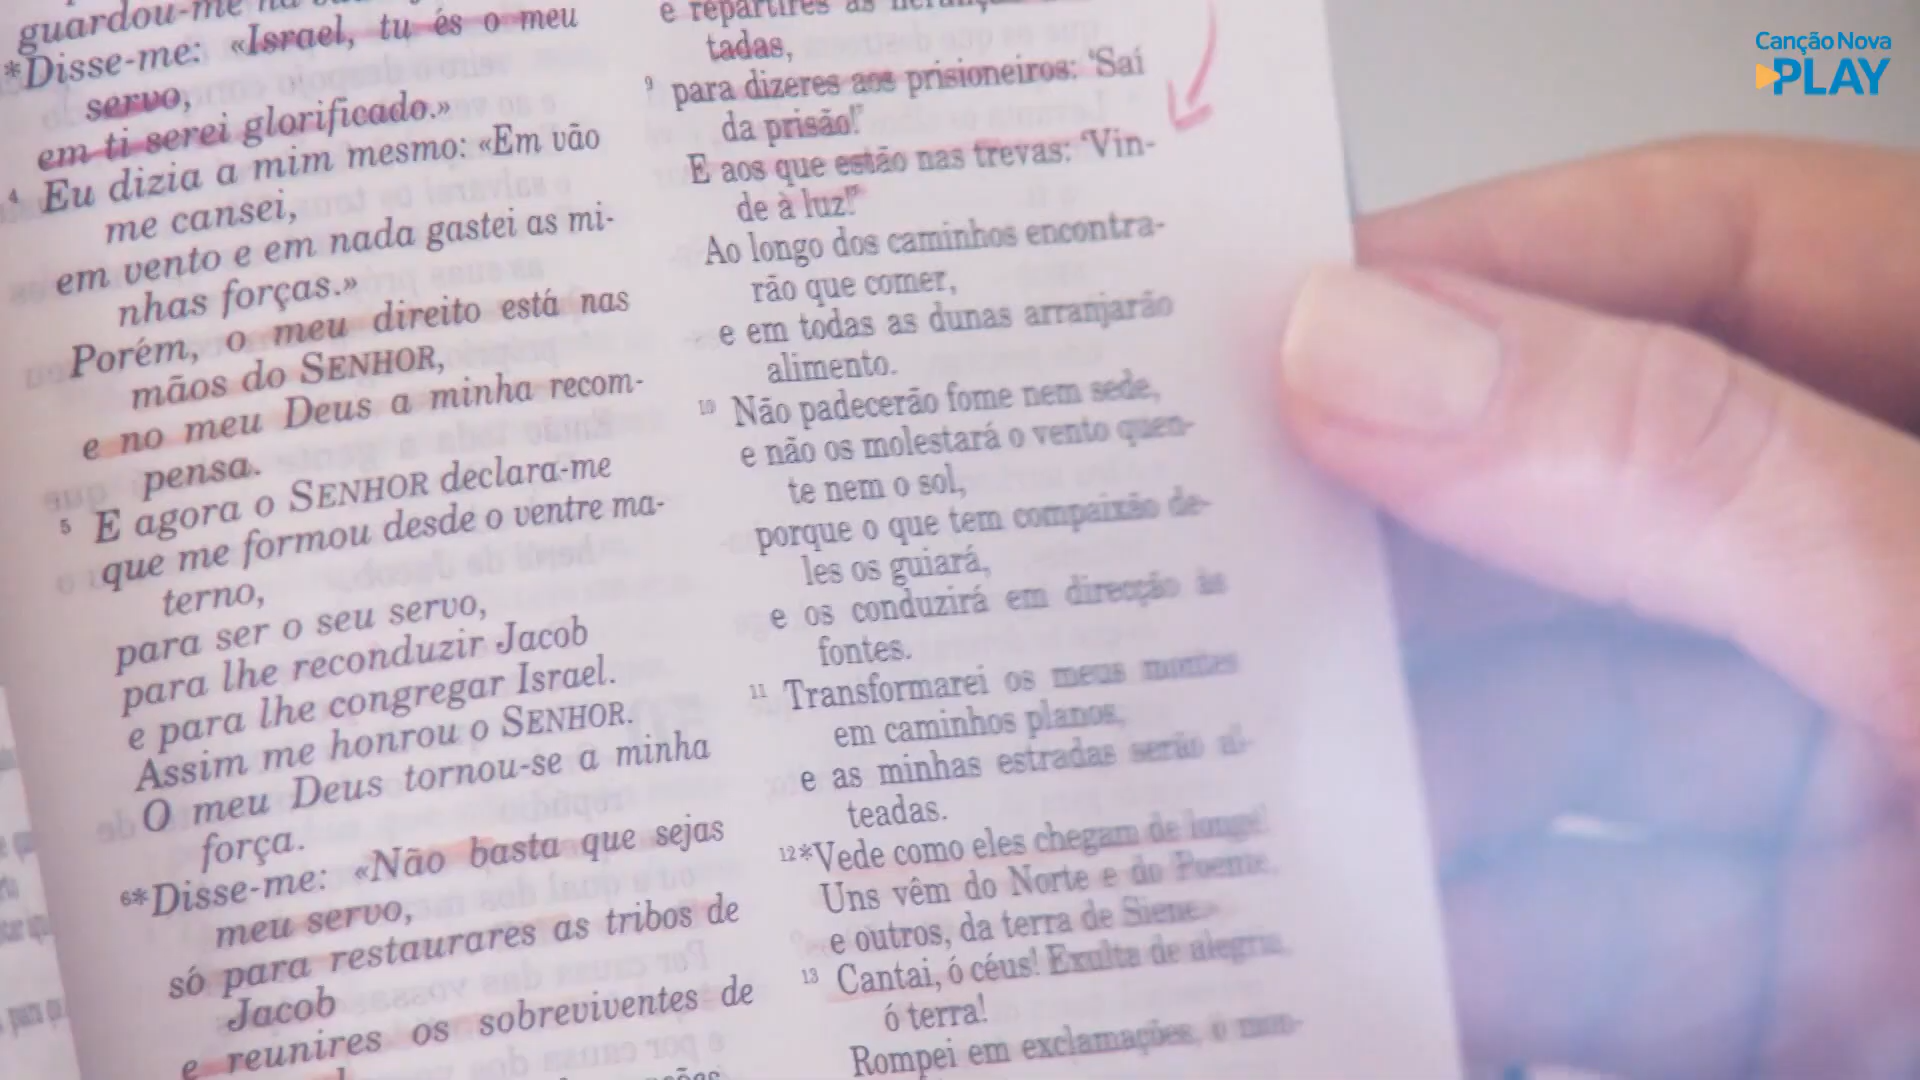 guardou-me na
*Disse-me: «Israel, tu és o meu
servo,
em ti serei glorificado.»
4 Eu dizia a mim mesmo: «Em vão
me cansei,
em vento e em nada gastei as mi-
nhas forças.»
Porém, o meu direito está nas
mãos do SENHOR,
e no meu Deus a minha recom-
pensa.
5 E agora o SENHOR declara-me
que me formou desde o ventre ma-
terno,
para ser o seu servo,
para lhe reconduzir Jacob
e para lhe congregar Israel.
Assim me honrou o SENHOR.
O meu Deus tornou-se a minha
força.
6*Disse-me: «Não basta que sejas
meu servo,
só para restaurares as tribos de
Jacob
e reunires os sobreviventes de
e repartires as
tadas,
9 para dizeres aos prisioneiros: 'Saí
da prisão!'
E aos que estão nas trevas: 'Vin-
de à luz!'
Ao longo dos caminhos encontra-
rão que comer,
e em todas as dunas arranjarão
alimento.
10 Não padecerão fome nem sede,
e não os molestará o vento quen-
te nem o sol,
porque o que tem compaixão de-
les os guiará,
e os conduzirá em direcção às
fontes.
11 Transformarei os meus montes
em caminhos planos,
e as minhas estradas serão al-
teadas.
12*Vede como eles chegam de longe!
Uns vêm do Norte e do Poente,
e outros, da terra de Siene.»
13 Cantai, ó céus! Exulta de alegria,
ó terra!
Rompei em exclamações, ó mon-
Canção Nova
PLAY